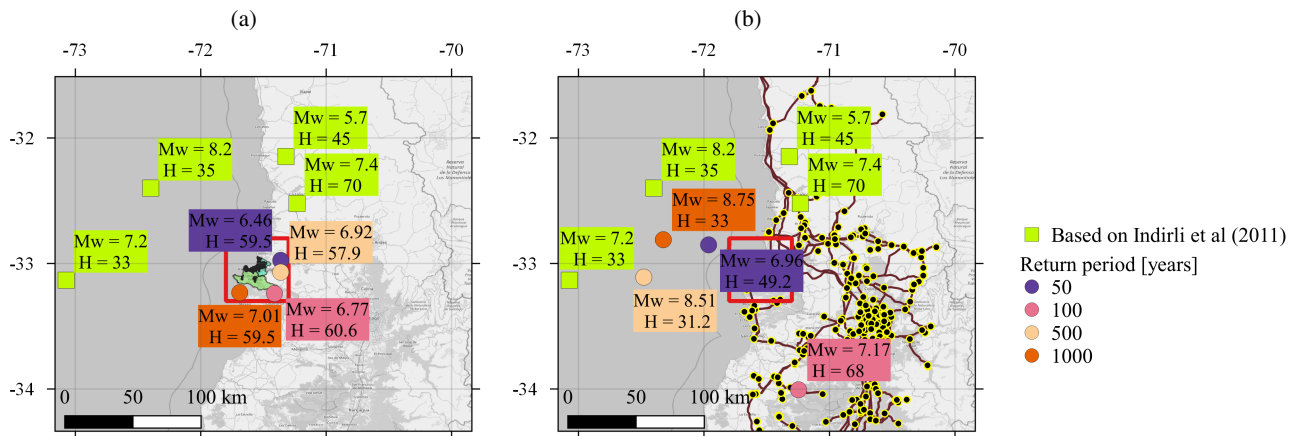 (a)
(b)
-73 -72 -71 -70
-73 -72 -71 -70
-32
-33
-34
Mw = 5.7
H = 45
Mw = 8.2
H = 35
Mw = 7.4
H = 70
Mw = 6.46
H = 59.5
Mw = 6.92
H = 57.9
Mw = 7.2
H = 33
Mw = 7.01
H = 59.5
Mw = 6.77
H = 60.6
0 50 100 km
-32
-33
-34
Mw = 5.7
H = 45
Mw = 8.2
H = 35
Mw = 7.4
H = 70
Mw = 8.75
H = 33
Mw = 7.2
H = 33
Mw = 6.96
H = 49.2
Mw = 8.51
H = 31.2
Mw = 7.17
H = 68
0 50 100 km
Based on Indirli et al (2011)
Return period [years]
50
100
500
1000